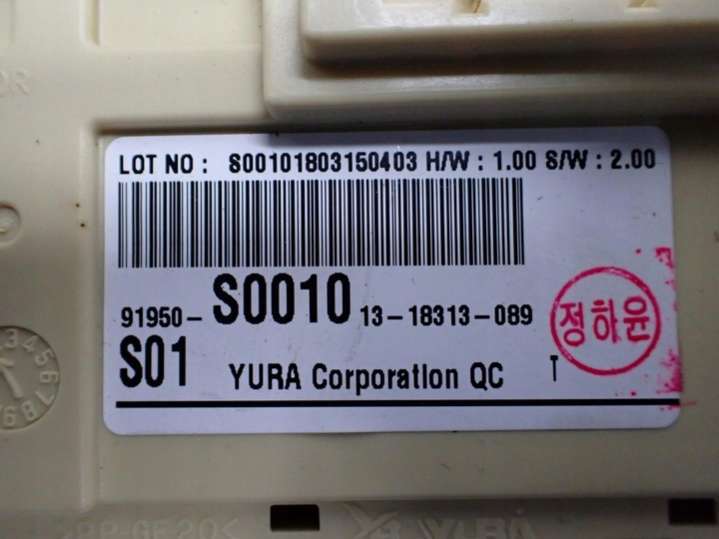 LOT NO : S00101803150403 H/W : 1.00 S/W : 2.00
91950- S0010 13-18313-089
S01 YURA Corporation QC T
정하윤
YURA